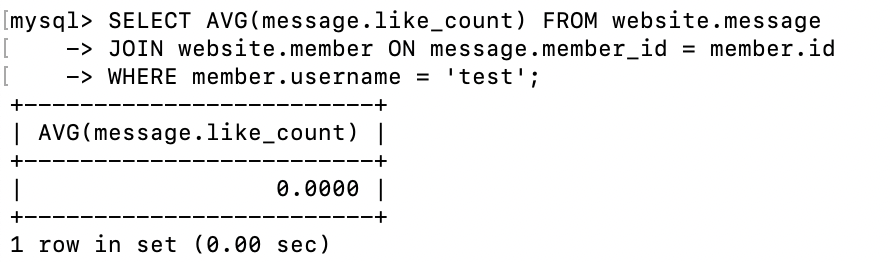 [mysql> SELECT AVG(message.like_count) FROM website.message
[    -> JOIN website.member ON message.member_id = member.id
[    -> WHERE member.username = 'test';
+-------------------------+
| AVG(message.like_count) |
+-------------------------+
|                  0.0000 |
+-------------------------+
1 row in set (0.00 sec)